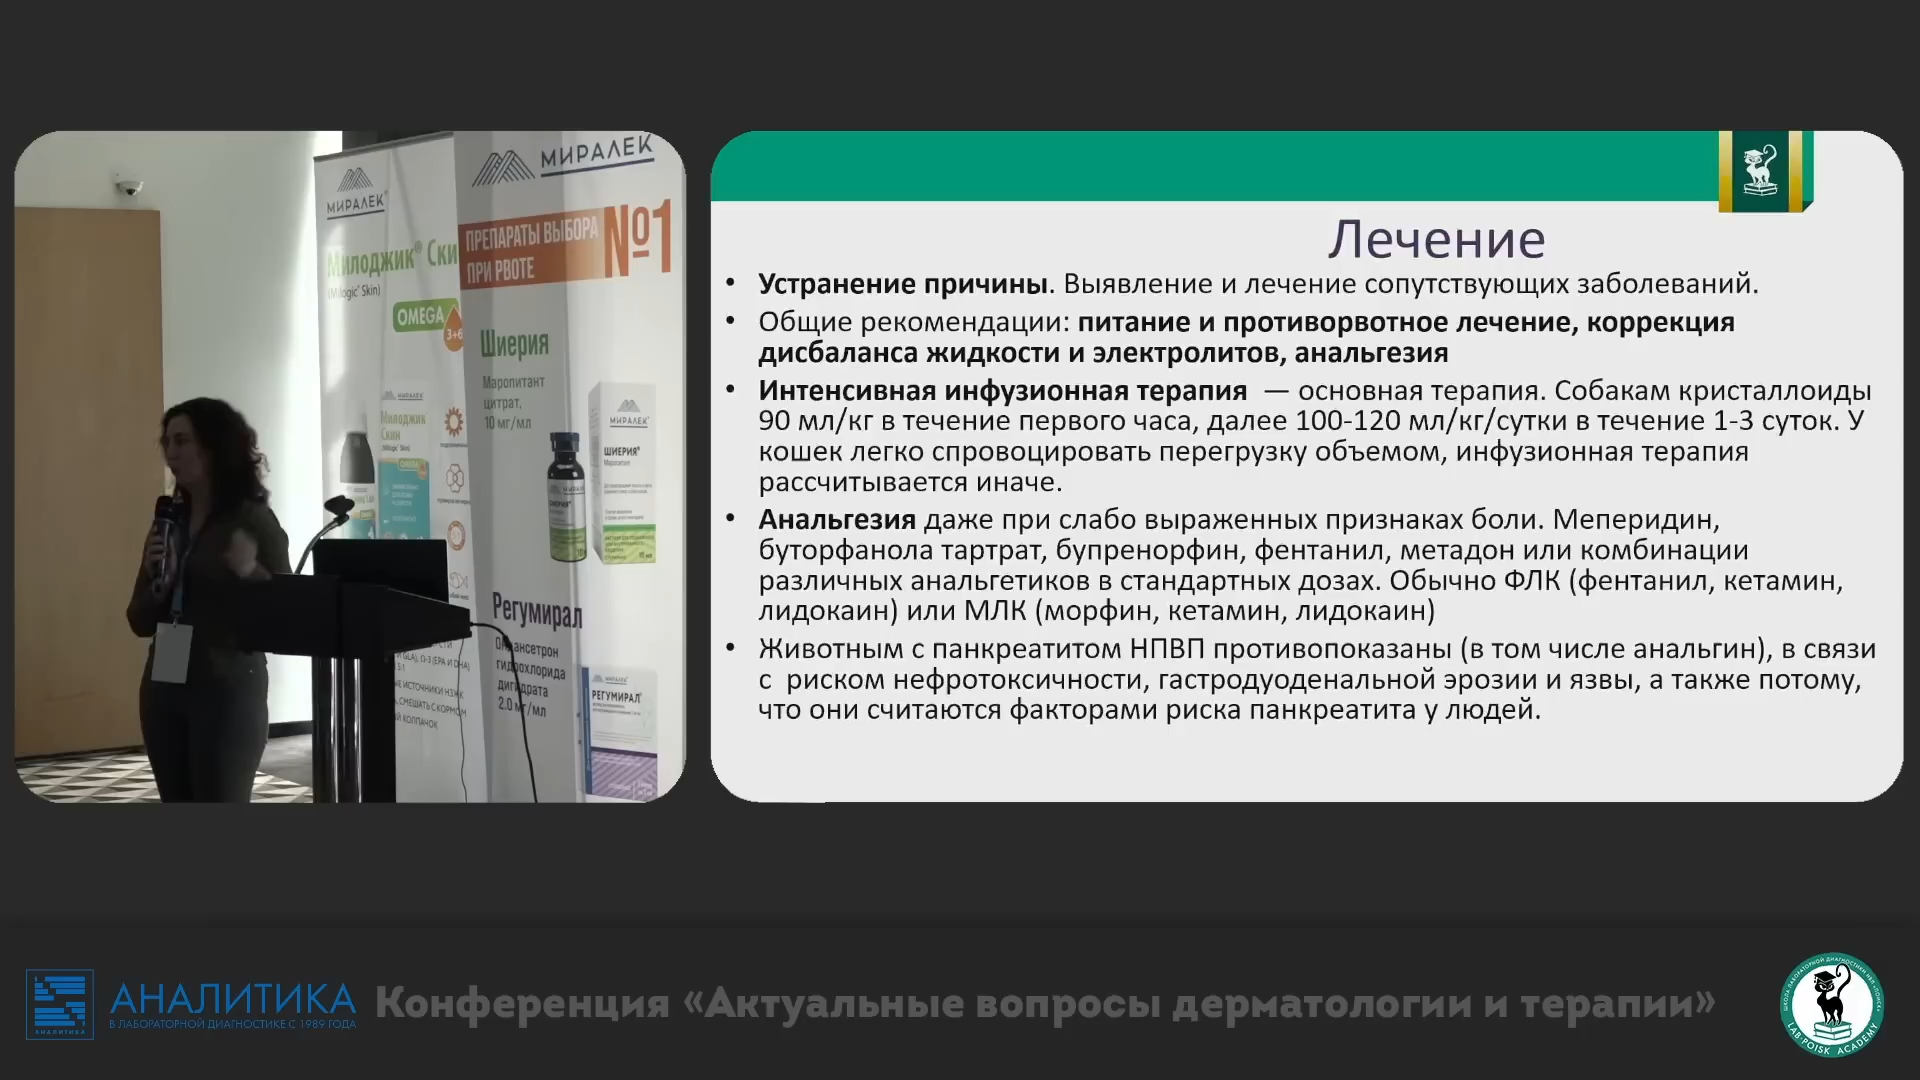 МИРАЛЕК
Милоджик® Ски
(Milogic® Skin)
OMEGA
3+6
МИЛОДЖИК
Скин
МИРАЛЕК
ПРЕПАРАТЫ ВЫБОРА
ПРИ РВОТЕ
№1
Шиерия
Маропитант
цитрат,
10 мг/мл
МИРАЛЕК
ШИЕРИЯ®
Маропитант
Регумирал
гидрохлорида
дигидрата
2.0 мг/мл
РЕГУМИРАЛ®
Лечение
• Устранение причины. Выявление и лечение сопутствующих заболеваний.
• Общие рекомендации: питание и противорвотное лечение, коррекция
дисбаланса жидкости и электролитов, анальгезия
• Интенсивная инфузионная терапия — основная терапия. Собакам кристаллоиды
90 мл/кг в течение первого часа, далее 100-120 мл/кг/сутки в течение 1-3 суток. У
кошек легко спровоцировать перегрузку объемом, инфузионная терапия
рассчитывается иначе.
• Анальгезия даже при слабо выраженных признаках боли. Меперидин,
буторфанола тартрат, бупренорфин, фентанил, метадон или комбинации
различных анальгетиков в стандартных дозах. Обычно ФЛК (фентанил, кетамин,
лидокаин) или МЛК (морфин, кетамин, лидокаин)
• Животным с панкреатитом НПВП противопоказаны (в том числе анальгин), в связи
с риском нефротоксичности, гастродуоденальной эрозии и язвы, а также потому,
что они считаются факторами риска панкреатита у людей.
АНАЛИТИКА
В ЛАБОРАТОРНОЙ ДИАГНОСТИКЕ С 1989 ГОДА
АНАЛИТИКА
Конференция «Актуальные вопросы дерматологии и терапии»
LAB-POISK ACADEMY